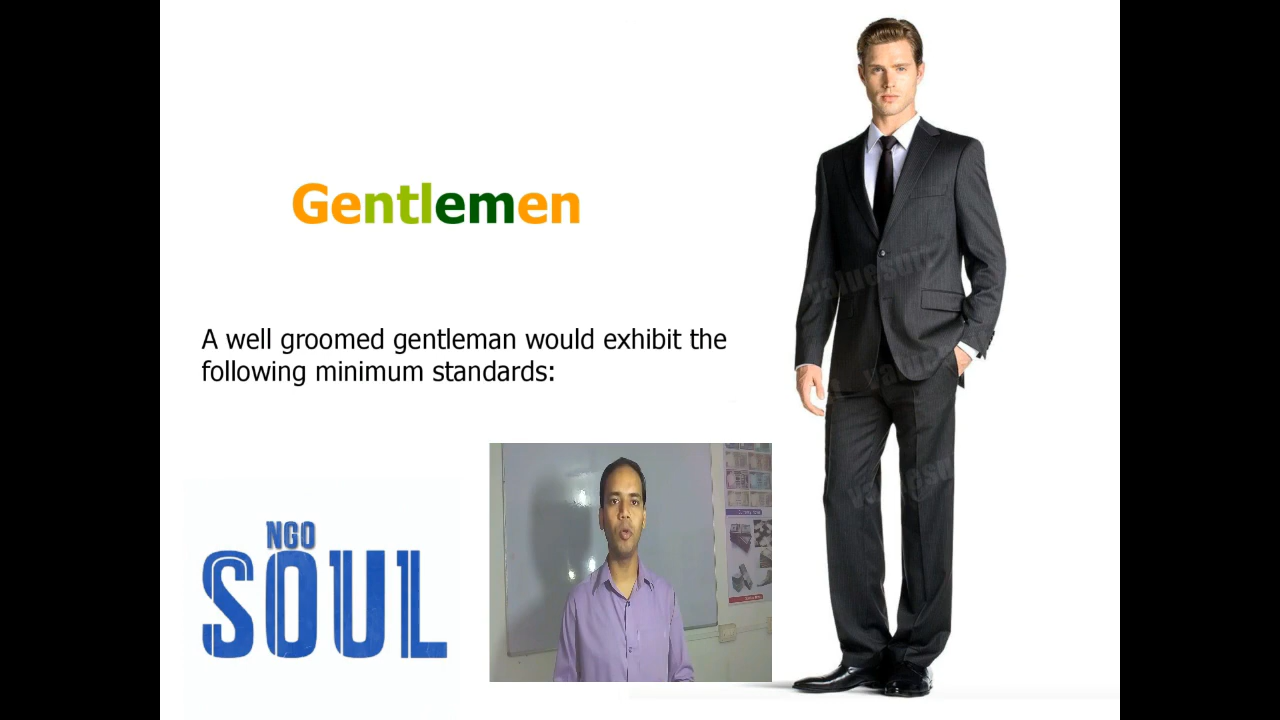 Gentlemen
A well groomed gentleman would exhibit the
following minimum standards:
NGO
SOUL